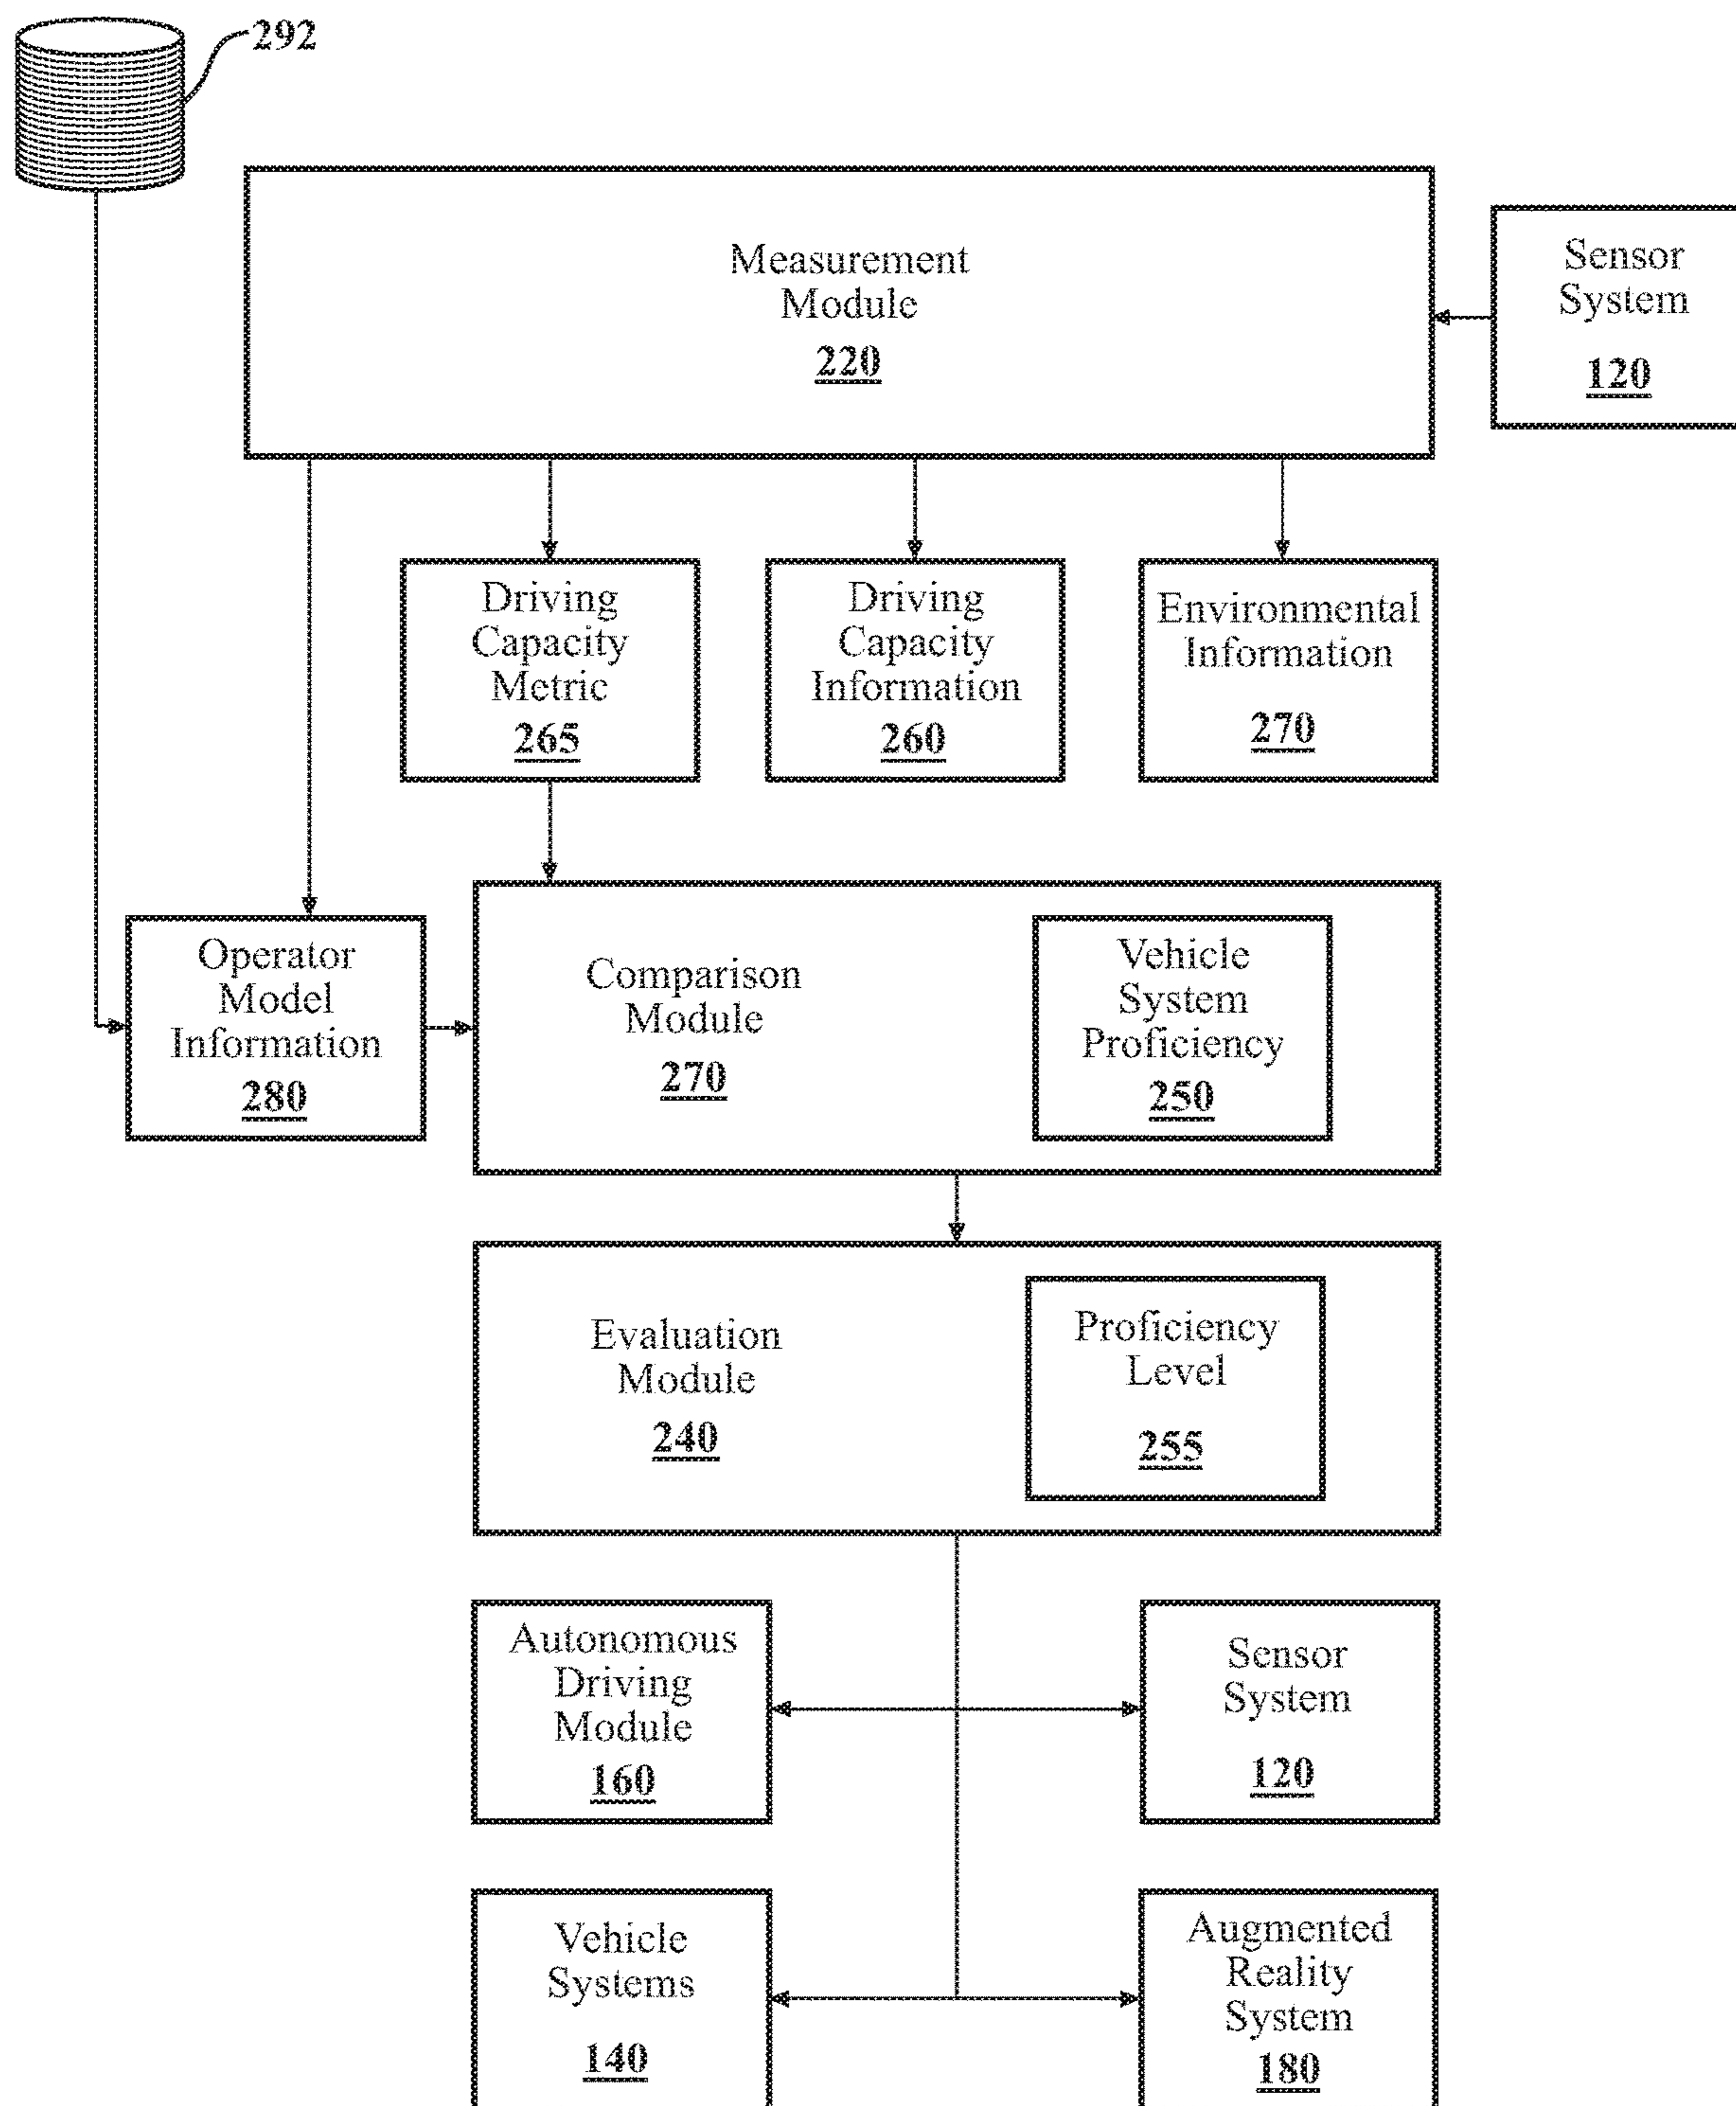 292
Measurement
Module
220
Sensor
System
120
Driving
Capacity
Metric
265
Driving
Capacity
Information
260
Environmental
Information
270
Operator
Model
Information
280
Comparison
Module
270
Vehicle
System
Proficiency
250
Evaluation
Module
240
Proficiency
Level
255
Autonomous
Driving
Module
160
Sensor
System
120
Vehicle
Systems
140
Augmented
Reality
System
180